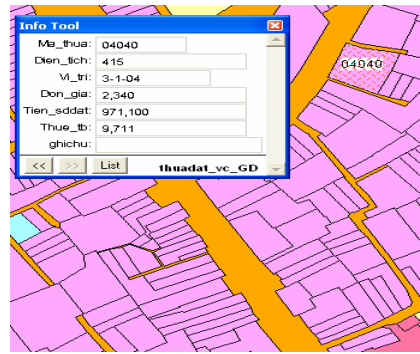 Info Tool
Ma_thua: 04040
Dien_tich: 415
Vi_tri: 3-1-04
Don_gia: 2,340
Tien_sddat: 971,100
Thue_tb: 9,711
ghichu:
<< >> List 1huada1_vc_GD
04040